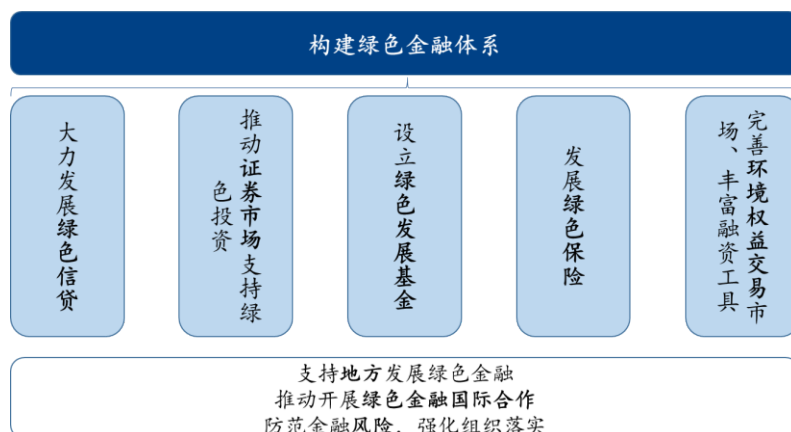 构建绿色金融体系
大力发展绿色信贷
推动证券市场支持绿
色投资
设立绿色发展基金
发展绿色保险
完善环境权益交易市
场、丰富融资工具
支持地方发展绿色金融
推动开展绿色金融国际合作
防范金融风险，强化组织落实